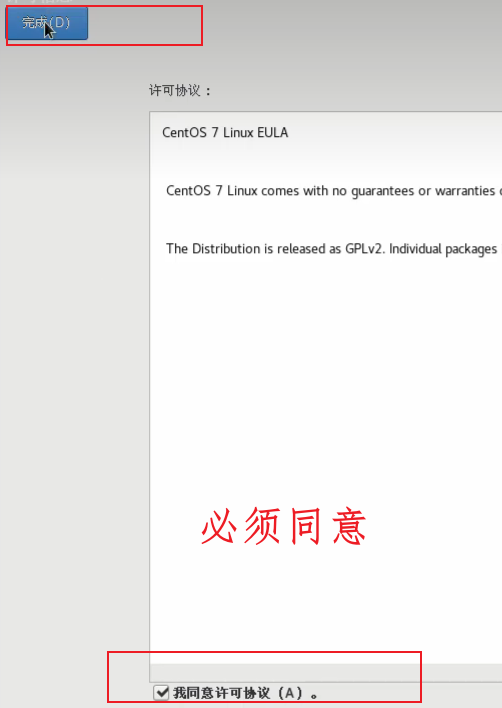 完成(D)
许可协议：
CentOS 7 Linux EULA
CentOS 7 Linux comes with no guarantees or warranties
The Distribution is released as GPLv2. Individual packages
必须同意
我同意许可协议（A）。